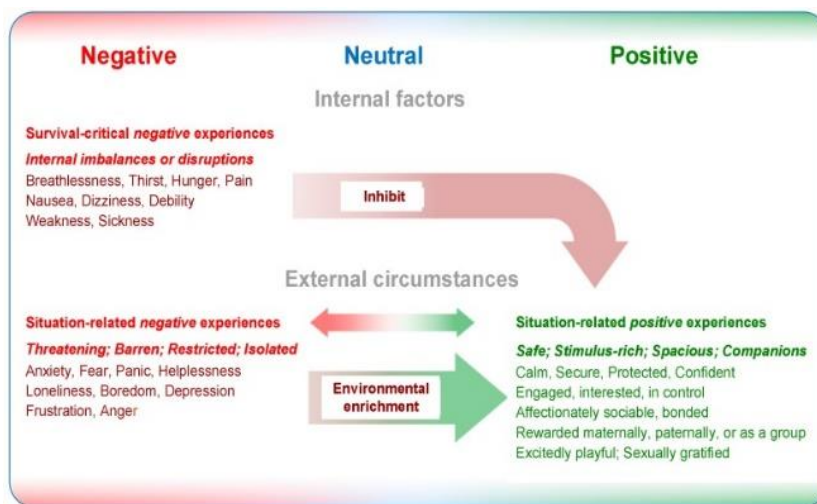 Negative Neutral Positive
Internal factors
Survival-critical negative experiences
Internal imbalances or disruptions
Breathlessness, Thirst, Hunger, Pain
Nausea, Dizziness, Debility
Weakness, Sickness
Inhibit
External circumstances
Situation-related negative experiences
Threatening; Barren; Restricted; Isolated
Anxiety, Fear, Panic, Helplessness
Loneliness, Boredom, Depression
Frustration, Anger
Environmental
enrichment
Situation-related positive experiences
Safe; Stimulus-rich; Spacious; Companions
Calm, Secure, Protected, Confident
Engaged, interested, in control
Affectionately sociable, bonded
Rewarded maternally, paternally, or as a group
Excitedly playful; Sexually gratified